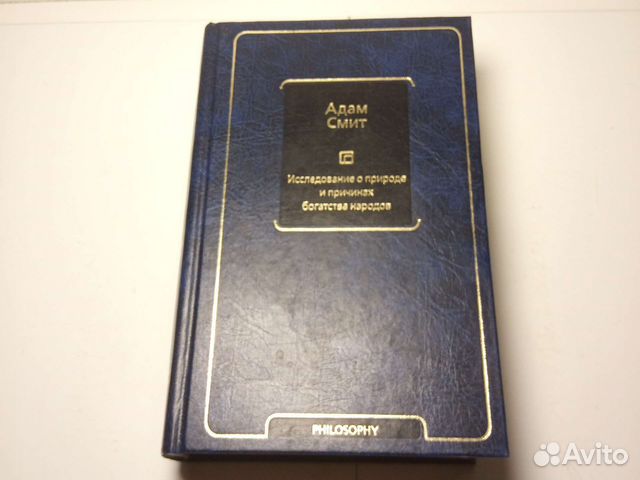 Адам
Смит
Исследование о природе
и причинах
богатства народов
PHILOSOPHY
Avito